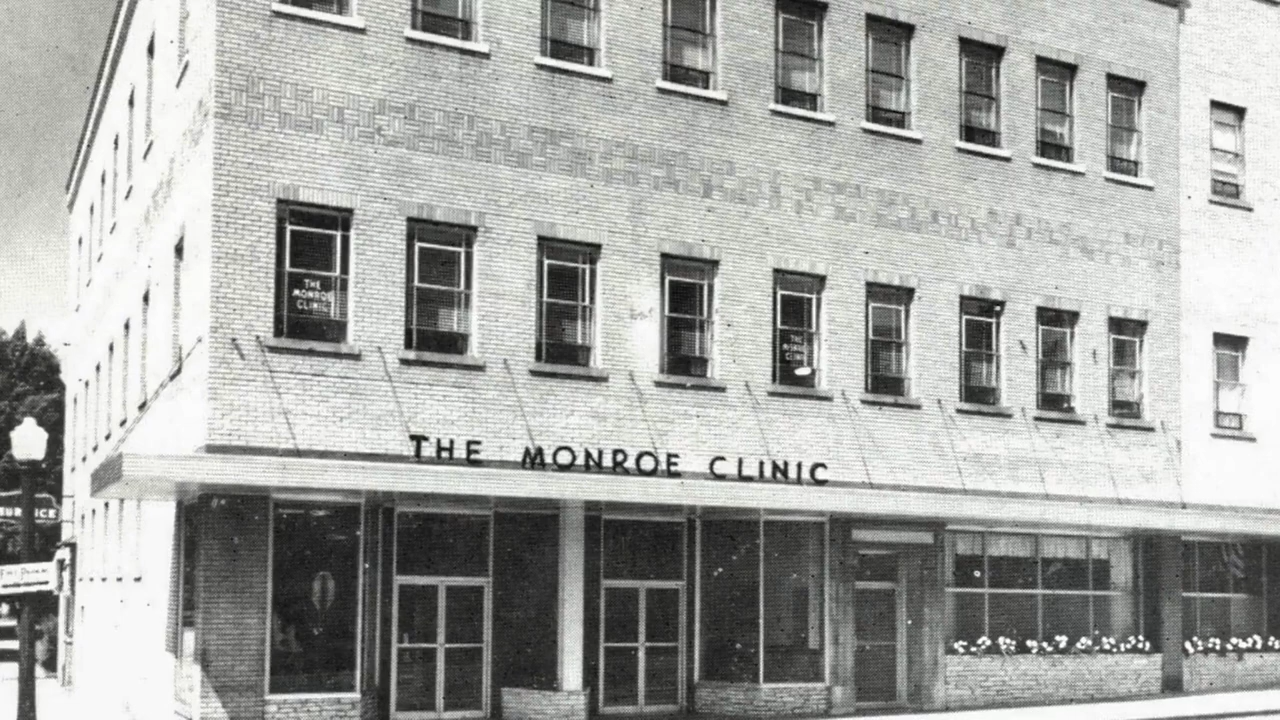 THE
MONROE
CLINIC
THE
MONROE
CLINIC
THE MONROE CLINIC